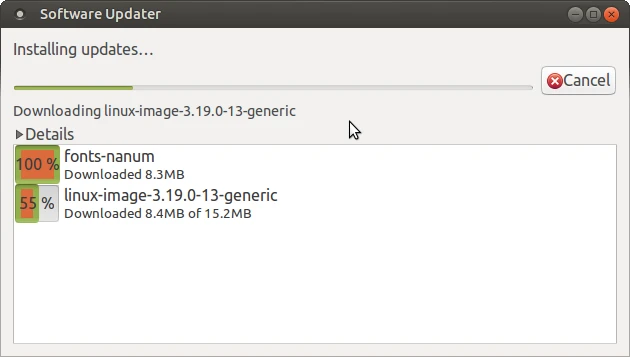 Software Updater
Installing updates…
Cancel
Downloading linux-image-3.19.0-13-generic
Details
100 %
fonts-nanum
Downloaded 8.3MB
55 %
linux-image-3.19.0-13-generic
Downloaded 8.4MB of 15.2MB